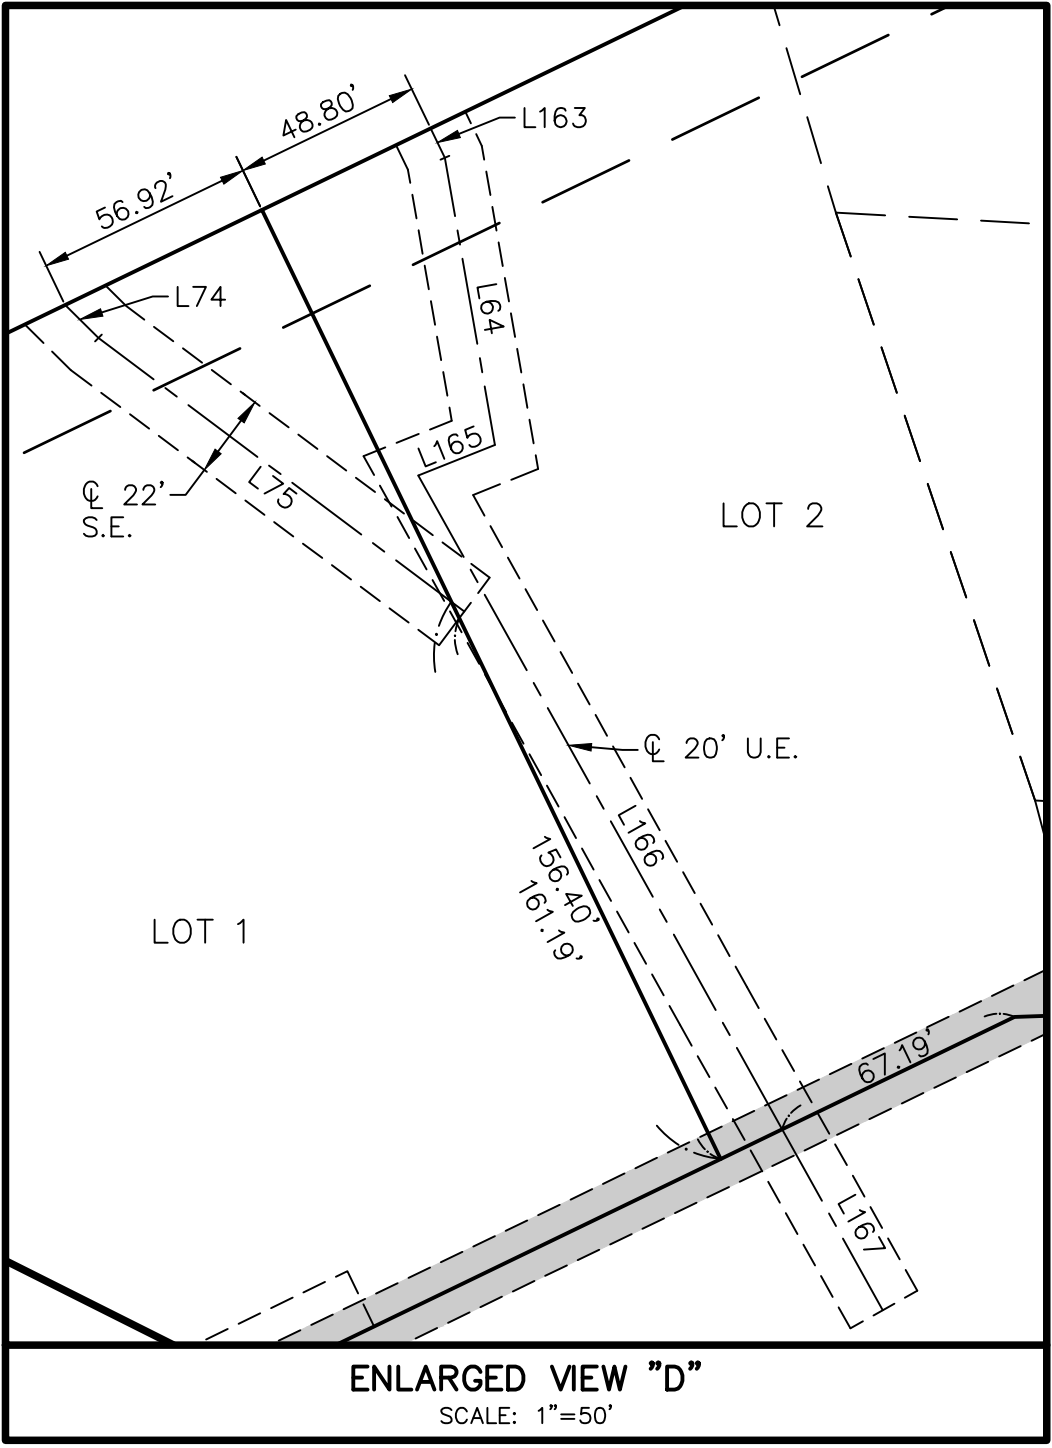 48.80'
L163
56.92'
L74
L64
L165
℄ 22'
S.E.
L75
LOT 2
℄ 20' U.E.
L166
156.40'
161.19'
LOT 1
67.19'
L167
ENLARGED VIEW "D"
SCALE: 1"=50'